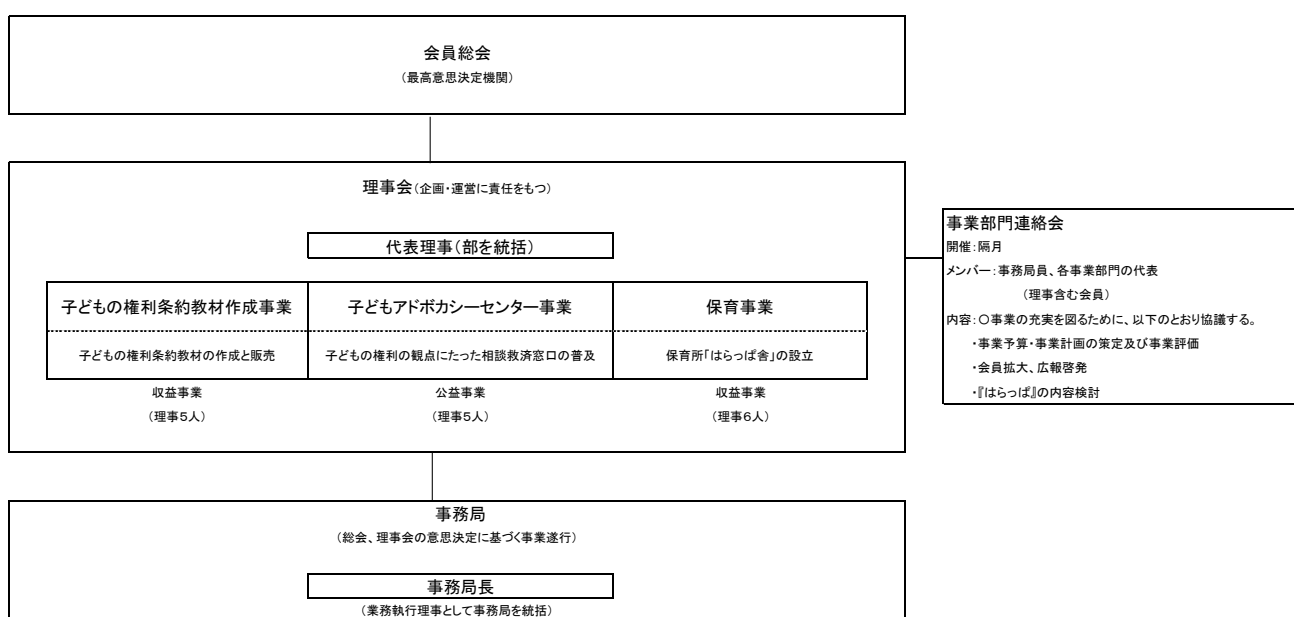 会員総会
（最高意思決定機関）
理事会（企画・運営に責任をもつ）
代表理事（部を統括）
子どもの権利条約教材作成事業
子どもアドボカシーセンター事業
保育事業
子どもの権利条約教材の作成と販売
子どもの権利の観点にたった相談救済窓口の普及
保育所「はらっぱ舎」の設立
収益事業
公益事業
収益事業
（理事5人）
（理事5人）
（理事6人）
事業部門連絡会
開催：隔月
メンバー：事務局員、各事業部門の代表
（理事含む会員）
内容：○事業の充実を図るために、以下のとおり協議する。
・事業予算・事業計画の策定及び事業評価
・会員拡大、広報啓発
・『はらっぱ』の内容検討
事務局
（総会、理事会の意思決定に基づく事業遂行）
事務局長
（業務執行理事として事務局を統括）